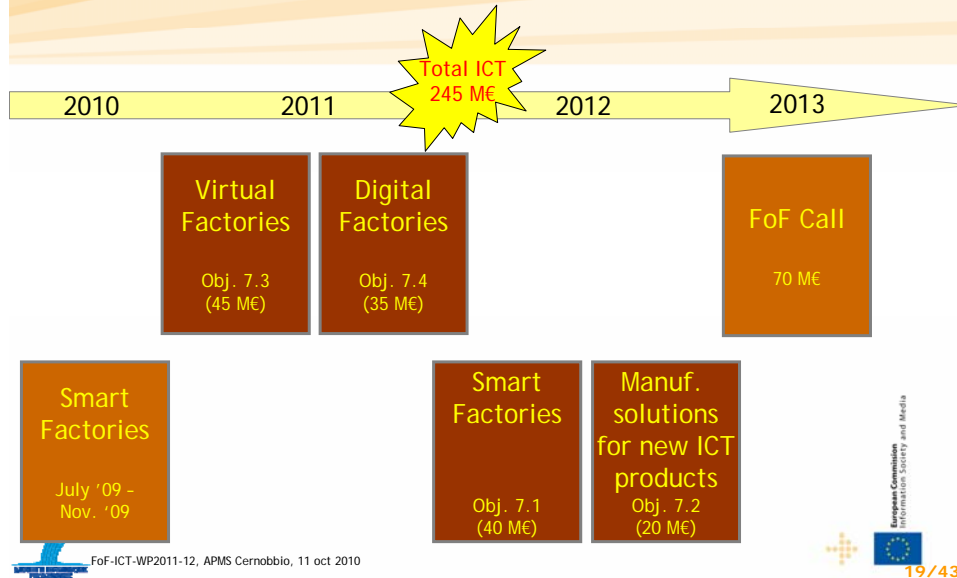 Total ICT
245 M€
2010
2011
2012
2013
Virtual
Factories
Obj. 7.3
(45 M€)
Digital
Factories
Obj. 7.4
(35 M€)
FoF Call
70 M€
Smart
Factories
July '09 –
Nov. '09
Smart
Factories
Obj. 7.1
(40 M€)
Manuf.
solutions
for new ICT
products
Obj. 7.2
(20 M€)
European Commission
Information Society and Media
FoF-ICT-WP2011-12, APMS Cernobbio, 11 oct 2010
19/43